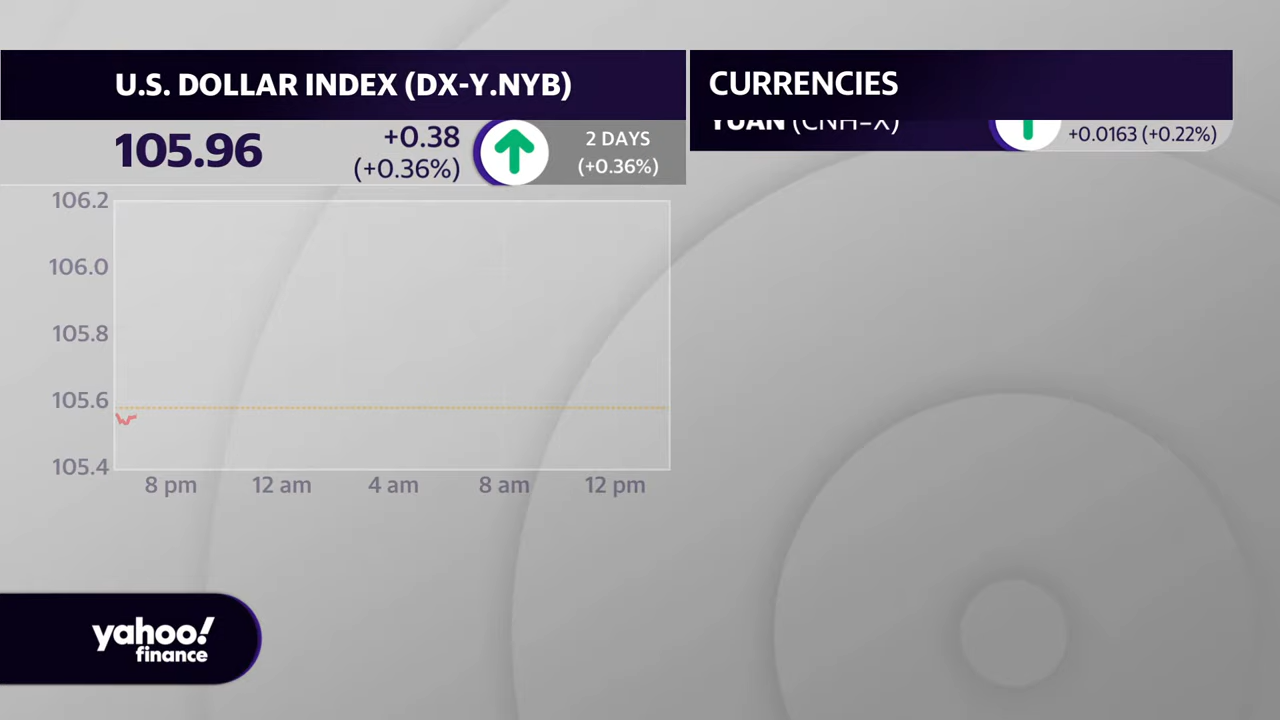 U.S. DOLLAR INDEX (DX-Y.NYB)
105.96
+0.38
(+0.36%)
2 DAYS
(+0.36%)
106.2
106.0
105.8
105.6
105.4
8 pm
12 am
4 am
8 am
12 pm
CURRENCIES
YUAN (CNH=X)
+0.0163 (+0.22%)
yahoo!
finance